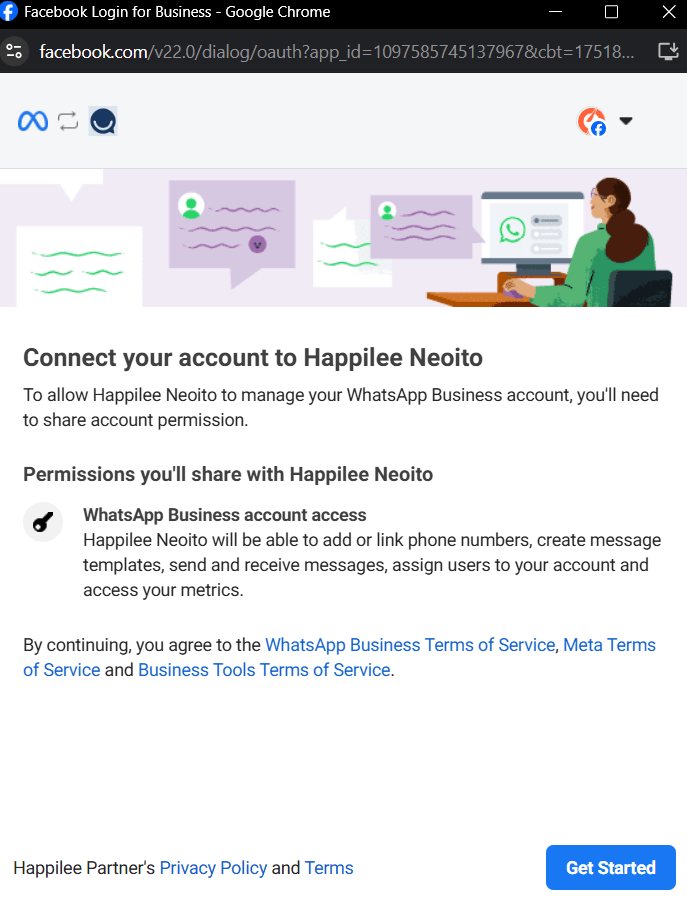 Facebook Login for Business - Google Chrome
facebook.com/v22.0/dialog/oauth?app_id=1097585745137967&cbt=17518...
Connect your account to Happilee Neoito
To allow Happilee Neoito to manage your WhatsApp Business account, you'll need
to share account permission.
Permissions you'll share with Happilee Neoito
WhatsApp Business account access
Happilee Neoito will be able to add or link phone numbers, create message
templates, send and receive messages, assign users to your account and
access your metrics.
By continuing, you agree to the WhatsApp Business Terms of Service, Meta Terms
of Service and Business Tools Terms of Service.
Happilee Partner's Privacy Policy and Terms
Get Started